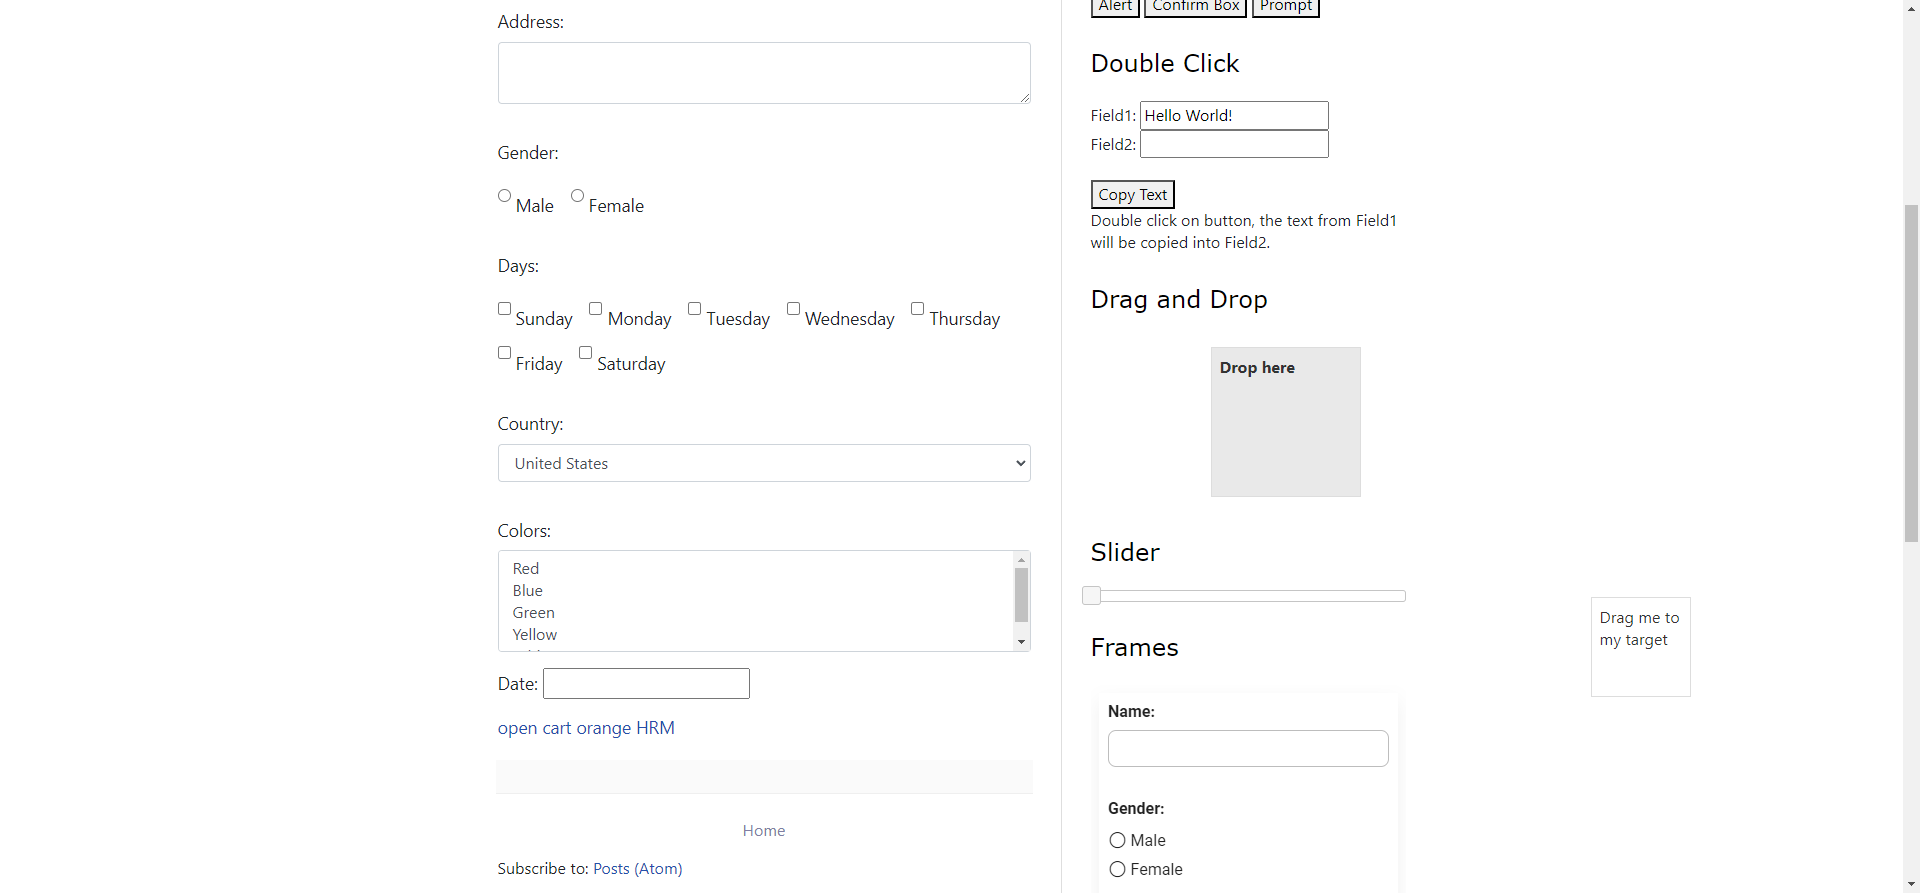 Address:
Gender:
Male Female
Days:
Sunday Monday Tuesday Wednesday Thursday
Friday Saturday
Country:
United States
Colors:
Red
Blue
Green
Yellow
Date:
open cart orange HRM
Home
Subscribe to: Posts (Atom)
Alert Confirm Box Prompt
Double Click
Field1: Hello World!
Field2:
Copy Text
Double click on button, the text from Field1
will be copied into Field2.
Drag and Drop
Drop here
Slider
Frames
Name:
Gender:
Male
Female
Drag me to
my target